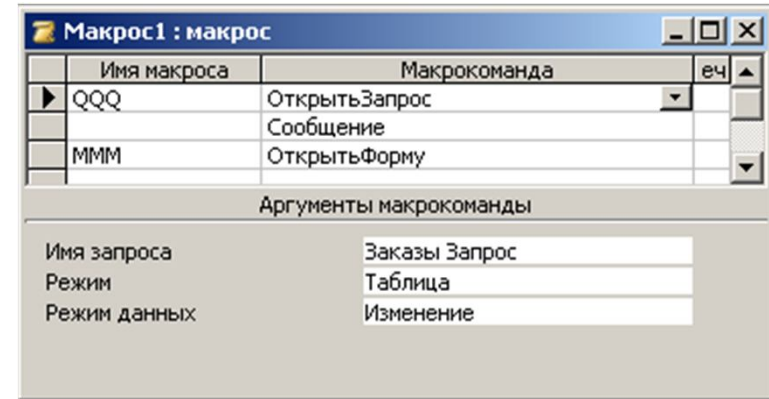 Макрос1 : макрос
Имя макроса Макрокоманда еч
QQQ ОткрытьЗапрос
Сообщение
МММ ОткрытьФорму
Аргументы макрокоманды
Имя запроса Заказы Запрос
Режим Таблица
Режим данных Изменение